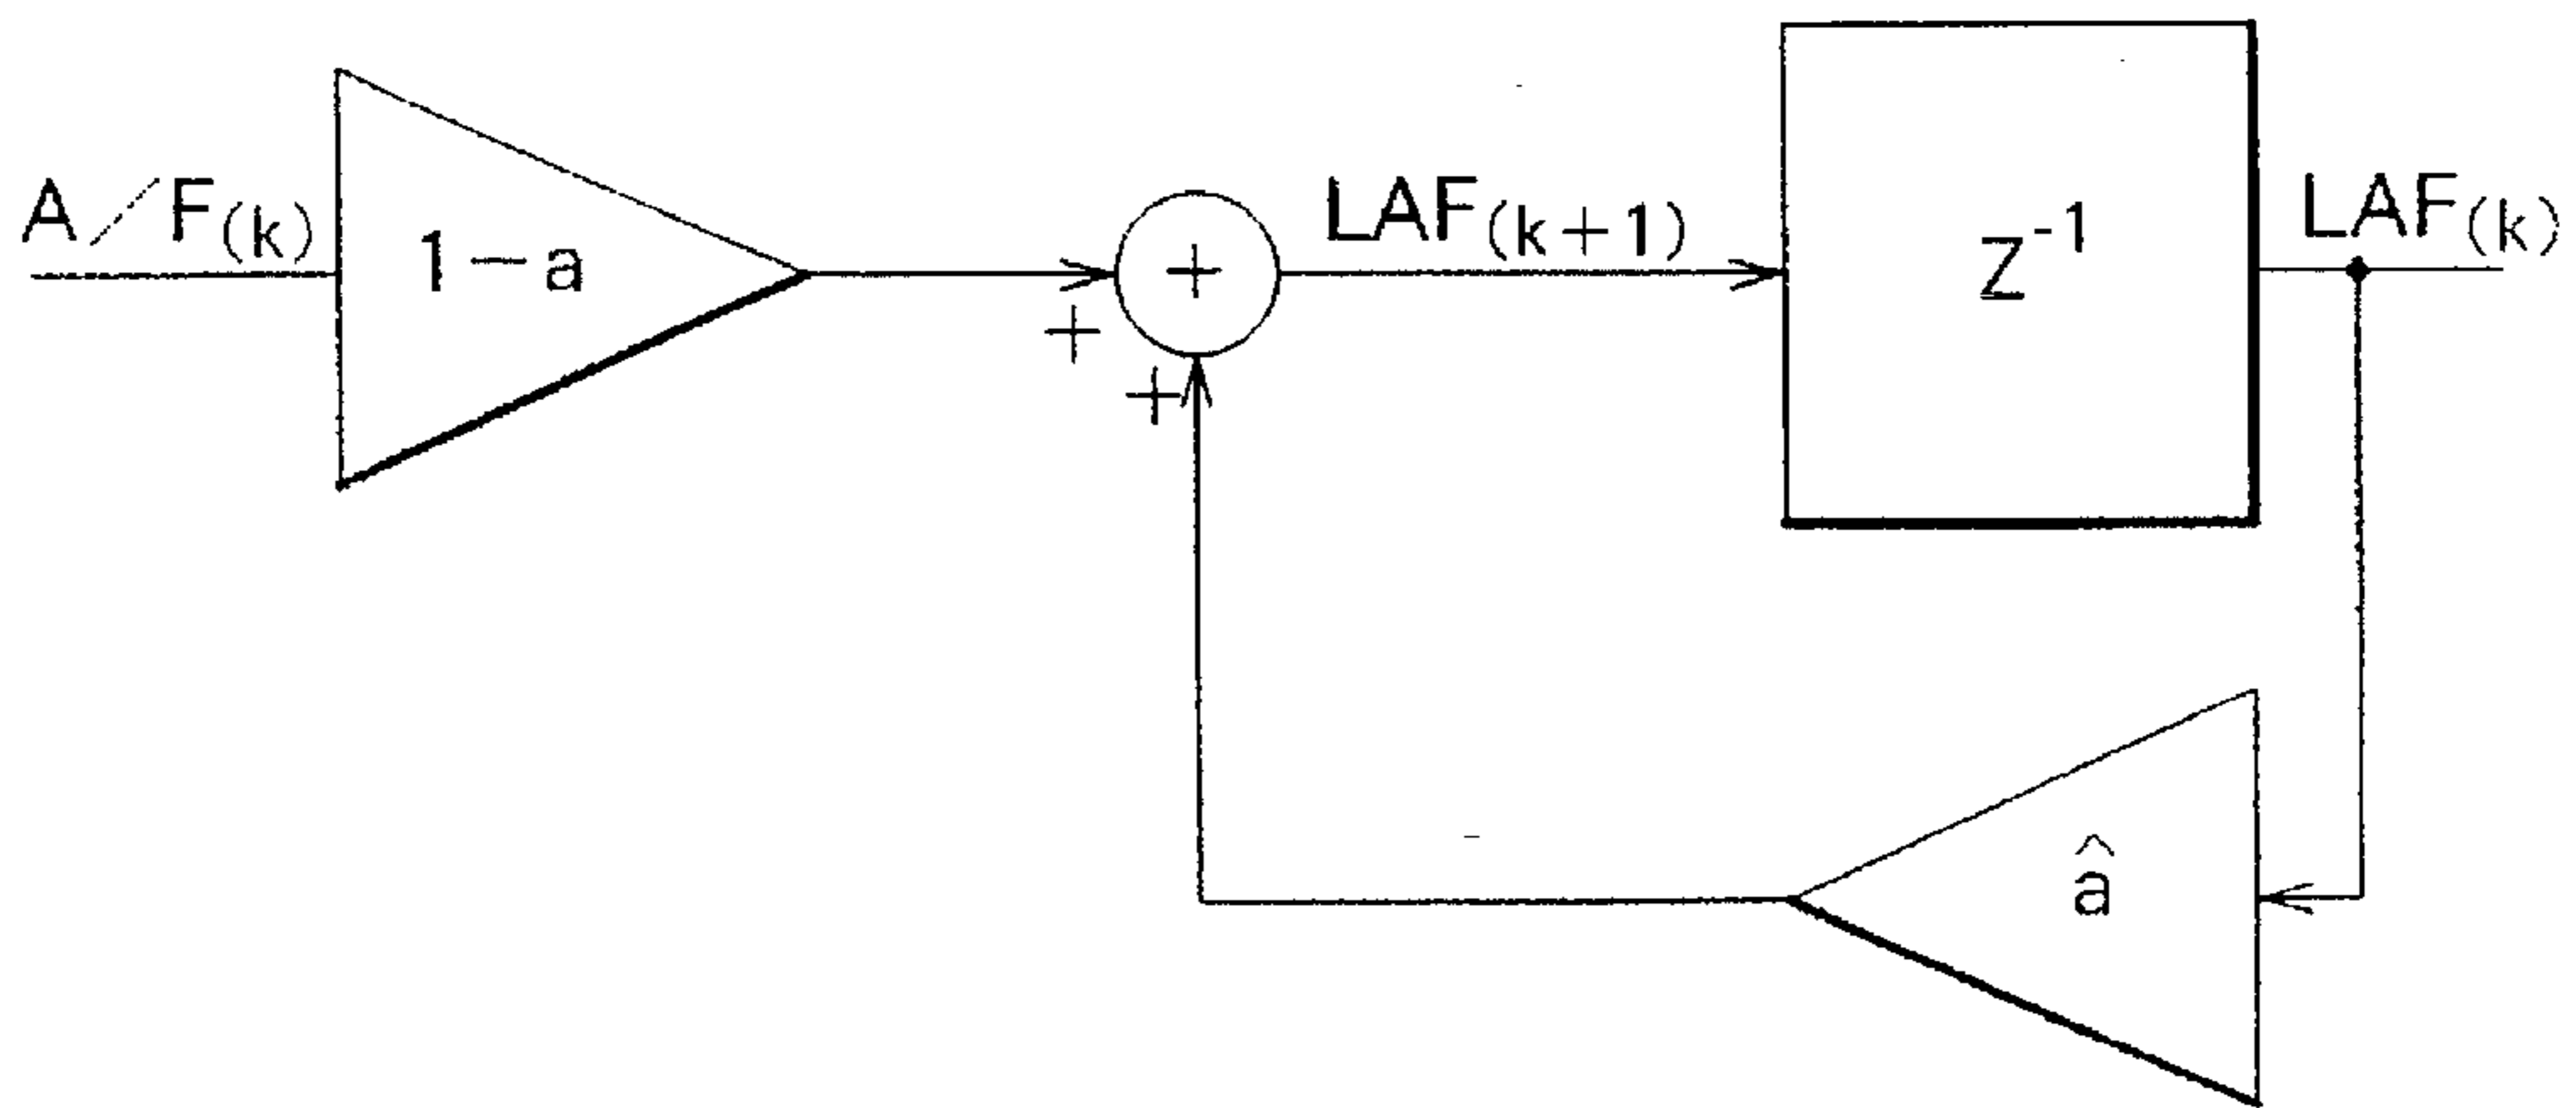 A/F(k)
1-a
+
+
+
LAF(k+1)
Z-1
LAF(k)
â